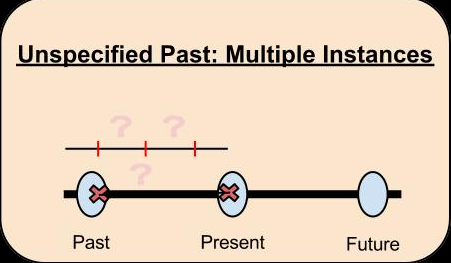 Unspecified Past: Multiple Instances
? ?
?
Past Present Future